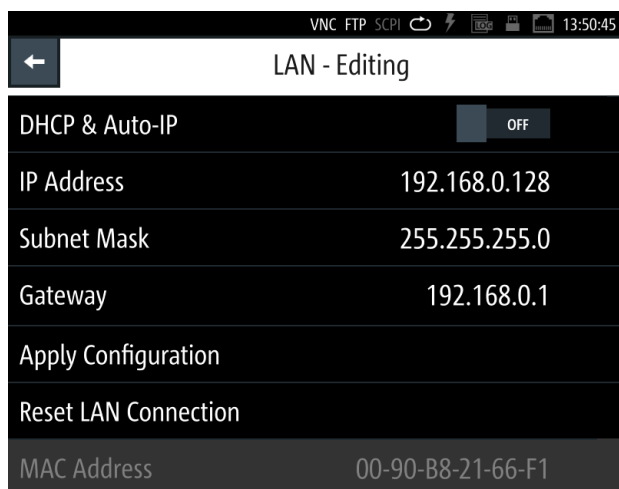 VNC FTP SCPI LOG 13:50:45
LAN - Editing
DHCP & Auto-IP OFF
IP Address 192.168.0.128
Subnet Mask 255.255.255.0
Gateway 192.168.0.1
Apply Configuration
Reset LAN Connection
MAC Address 00-90-B8-21-66-F1